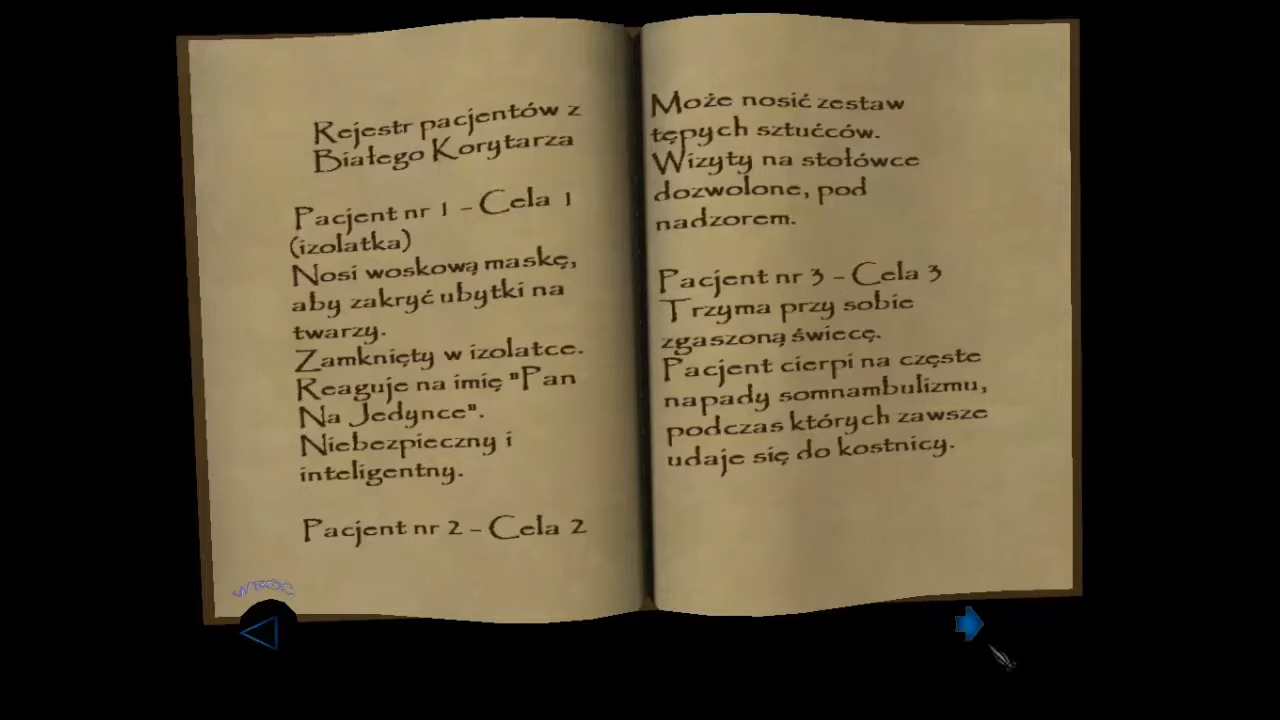 Rejestr pacjentów z
Białego Korytarza
Pacjent nr 1 - Cela 1
(izolatka)
Nosi woskową maskę,
aby zakryć ubytki na
twarzy.
Zamknięty w izolatce.
Reaguje na imię "Pan
Na Jedynce".
Niebezpieczny i
inteligentny.
Pacjent nr 2 - Cela 2
Może nosić zestaw
tępych sztućców.
Wizyty na stołówce
dozwolone, pod
nadzorem.
Pacjent nr 3 - Cela 3
Trzyma przy sobie
zgaszoną świecę.
Pacjent cierpi na częste
napady somnambulizmu,
podczas których zawsze
udaje się do kostnicy.
WRÓĆ